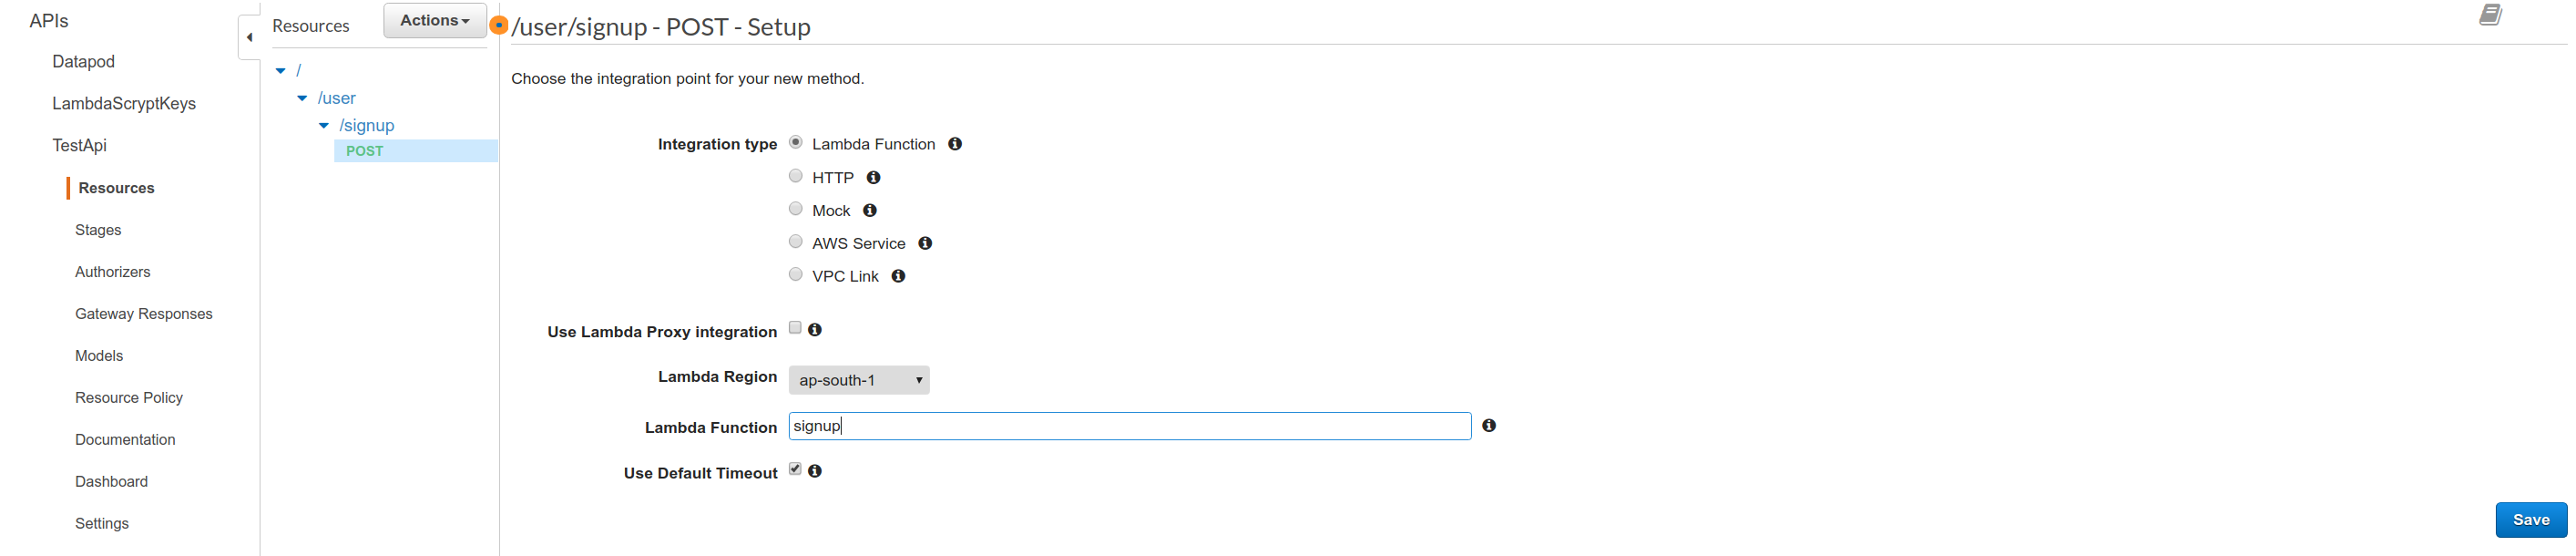 APIs
Datapod
LambdaScryptKeys
TestApi
Resources
Stages
Authorizers
Gateway Responses
Models
Resource Policy
Documentation
Dashboard
Settings
Resources
Actions
/
/user
/signup
POST
/user/signup - POST - Setup
Choose the integration point for your new method.
Integration type
Lambda Function
HTTP
Mock
AWS Service
VPC Link
Use Lambda Proxy integration
Lambda Region ap-south-1
Lambda Function signup
Use Default Timeout
Save